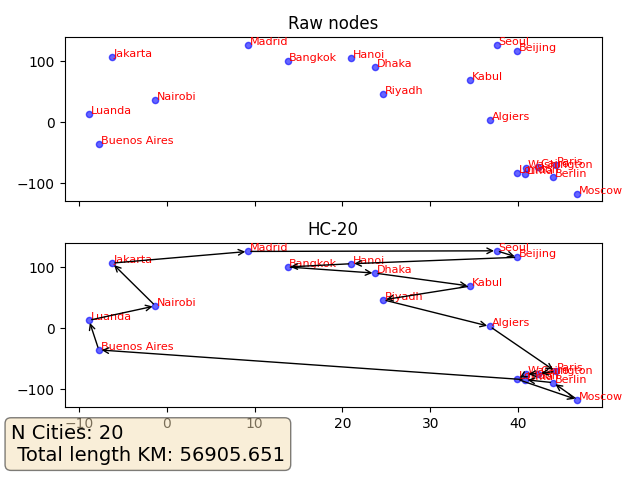 Raw nodes
Madrid
Seoul
Beijing
Jakarta
Bangkok
Hanoi
Dhaka
Kabul
Nairobi
Riyadh
Luanda
Algiers
Buenos Aires
Paris
Berlin
Moscow
100
0
−100
HC-20
Madrid
Seoul
Beijing
Jakarta
Bangkok
Hanoi
Dhaka
Kabul
Nairobi
Riyadh
Luanda
Algiers
Buenos Aires
Paris
Berlin
Moscow
100
0
−100
−10 0 10 20 30 40
N Cities: 20
Total length KM: 56905.651